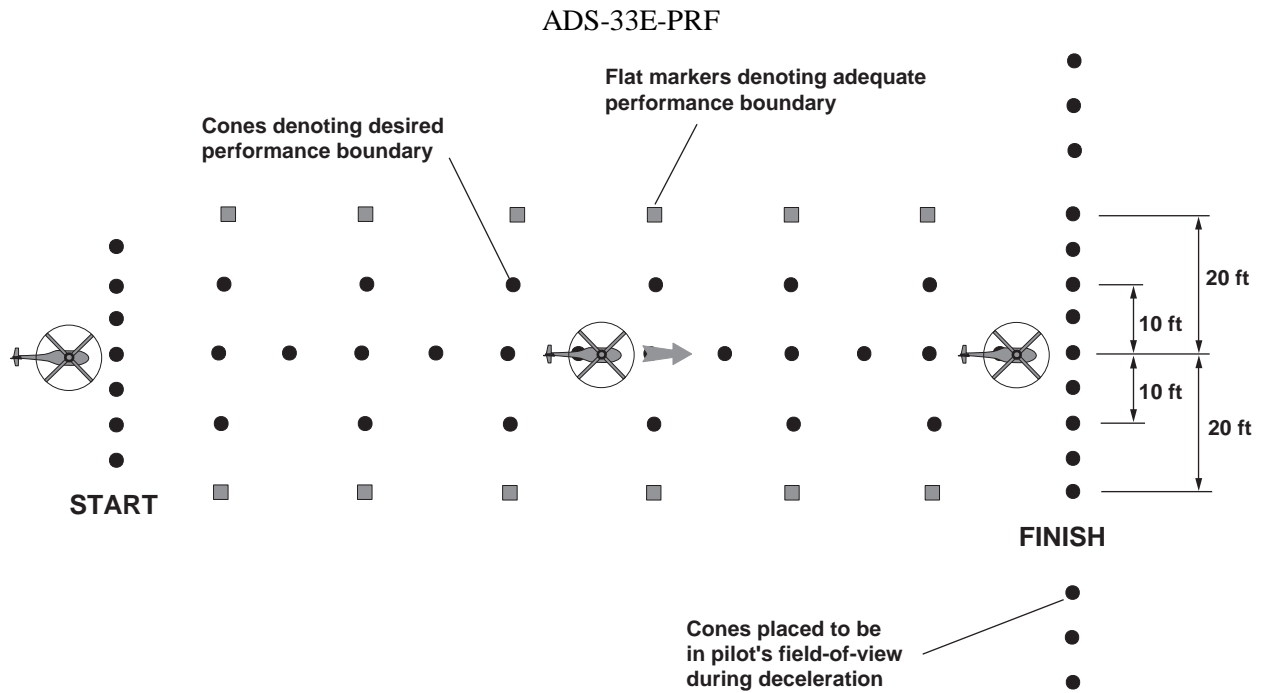 ADS-33E-PRF
Flat markers denoting adequate
performance boundary
Cones denoting desired
performance boundary
20 ft
10 ft
10 ft
20 ft
START
FINISH
Cones placed to be
in pilot's field-of-view
during deceleration